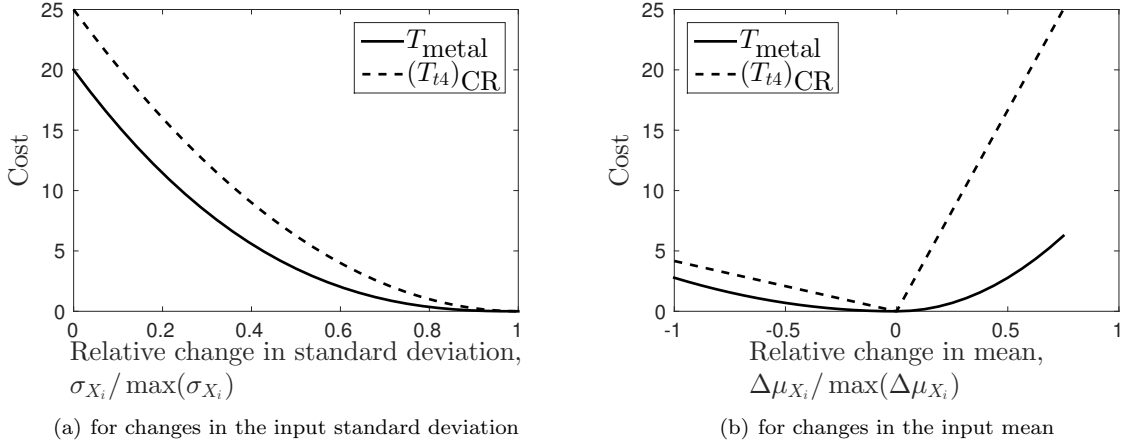 25
20
15
10
5
0
Cost
T_metal
(T_t4)_CR
0 0.2 0.4 0.6 0.8 1
Relative change in standard deviation,
σ_{X_i}/ max(σ_{X_i})
(a) for changes in the input standard deviation
25
20
15
10
5
0
Cost
T_metal
(T_t4)_CR
-1 -0.5 0 0.5 1
Relative change in mean,
Δμ_{X_i}/ max(Δμ_{X_i})
(b) for changes in the input mean